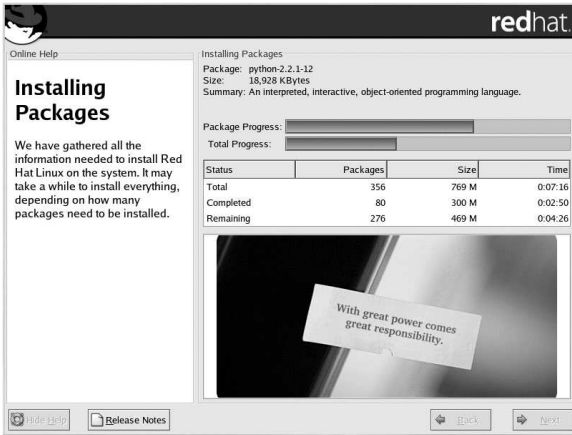 redhat.
Online Help
Installing
Packages
We have gathered all the
information needed to install Red
Hat Linux on the system. It may
take a while to install everything,
depending on how many
packages need to be installed.
Installing Packages
Package: python-2.2.1-12
Size: 18,928 KBytes
Summary: An interpreted, interactive, object-oriented programming language.
Package Progress:
Total Progress:
Status Packages Size Time
Total 356 769 M 0:07:16
Completed 80 300 M 0:02:50
Remaining 276 469 M 0:04:26
With great power comes
great responsibility.
Hide Help Release Notes Back Next